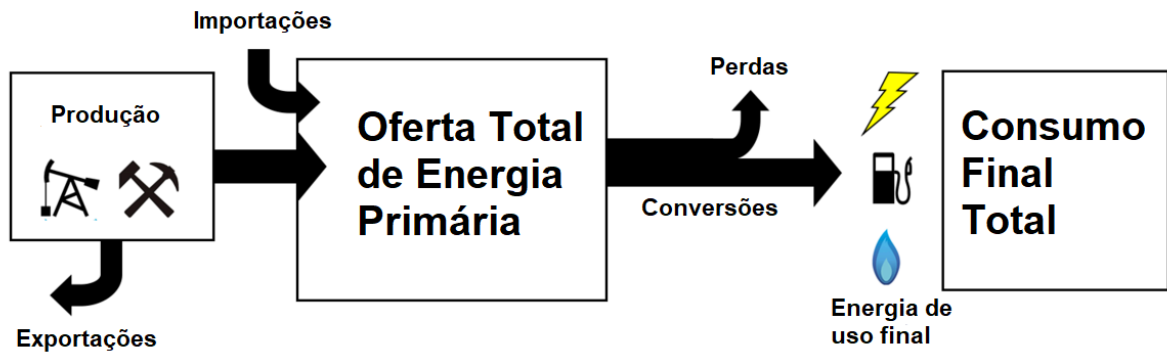 Importações
Produção
Exportações
Oferta Total
de Energia
Primária
Perdas
Conversões
Energia de
uso final
Consumo
Final
Total